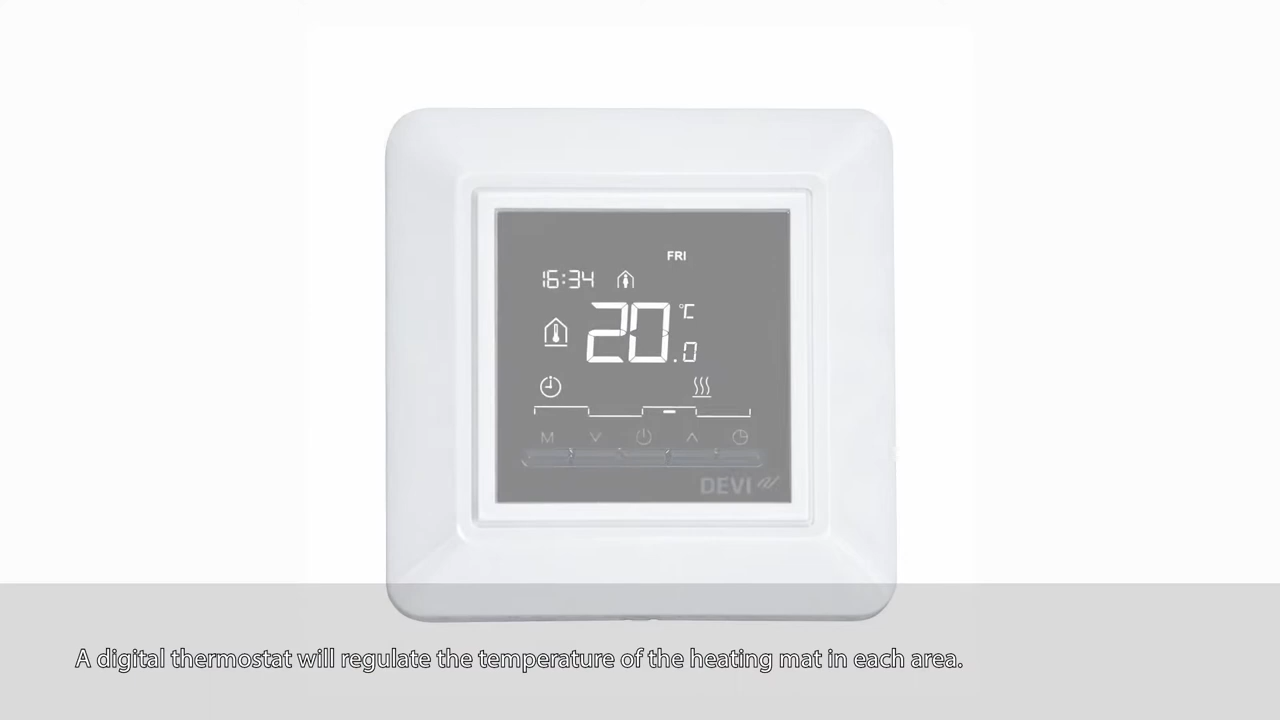 FRI
16:34
20.0 °C
M
DEVI
A digital thermostat will regulate the temperature of the heating mat in each area.